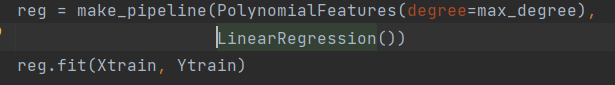 reg = make_pipeline(PolynomialFeatures(degree=max_degree),
LinearRegression())
reg.fit(Xtrain, Ytrain)